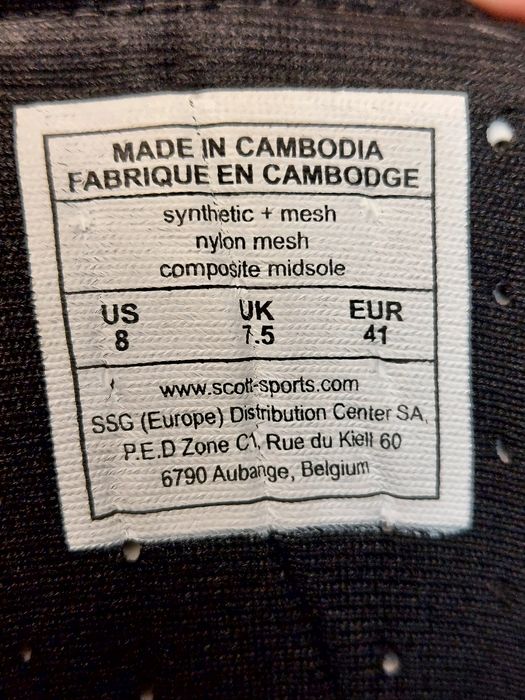 MADE IN CAMBODIA
FABRIQUE EN CAMBODGE
synthetic + mesh
nylon mesh
composite midsole
US UK EUR
8 7.5 41
www.scott-sports.com
SSG (Europe) Distribution Center SA,
P.E.D Zone C1, Rue du Kiell 60
6790 Aubange, Belgium